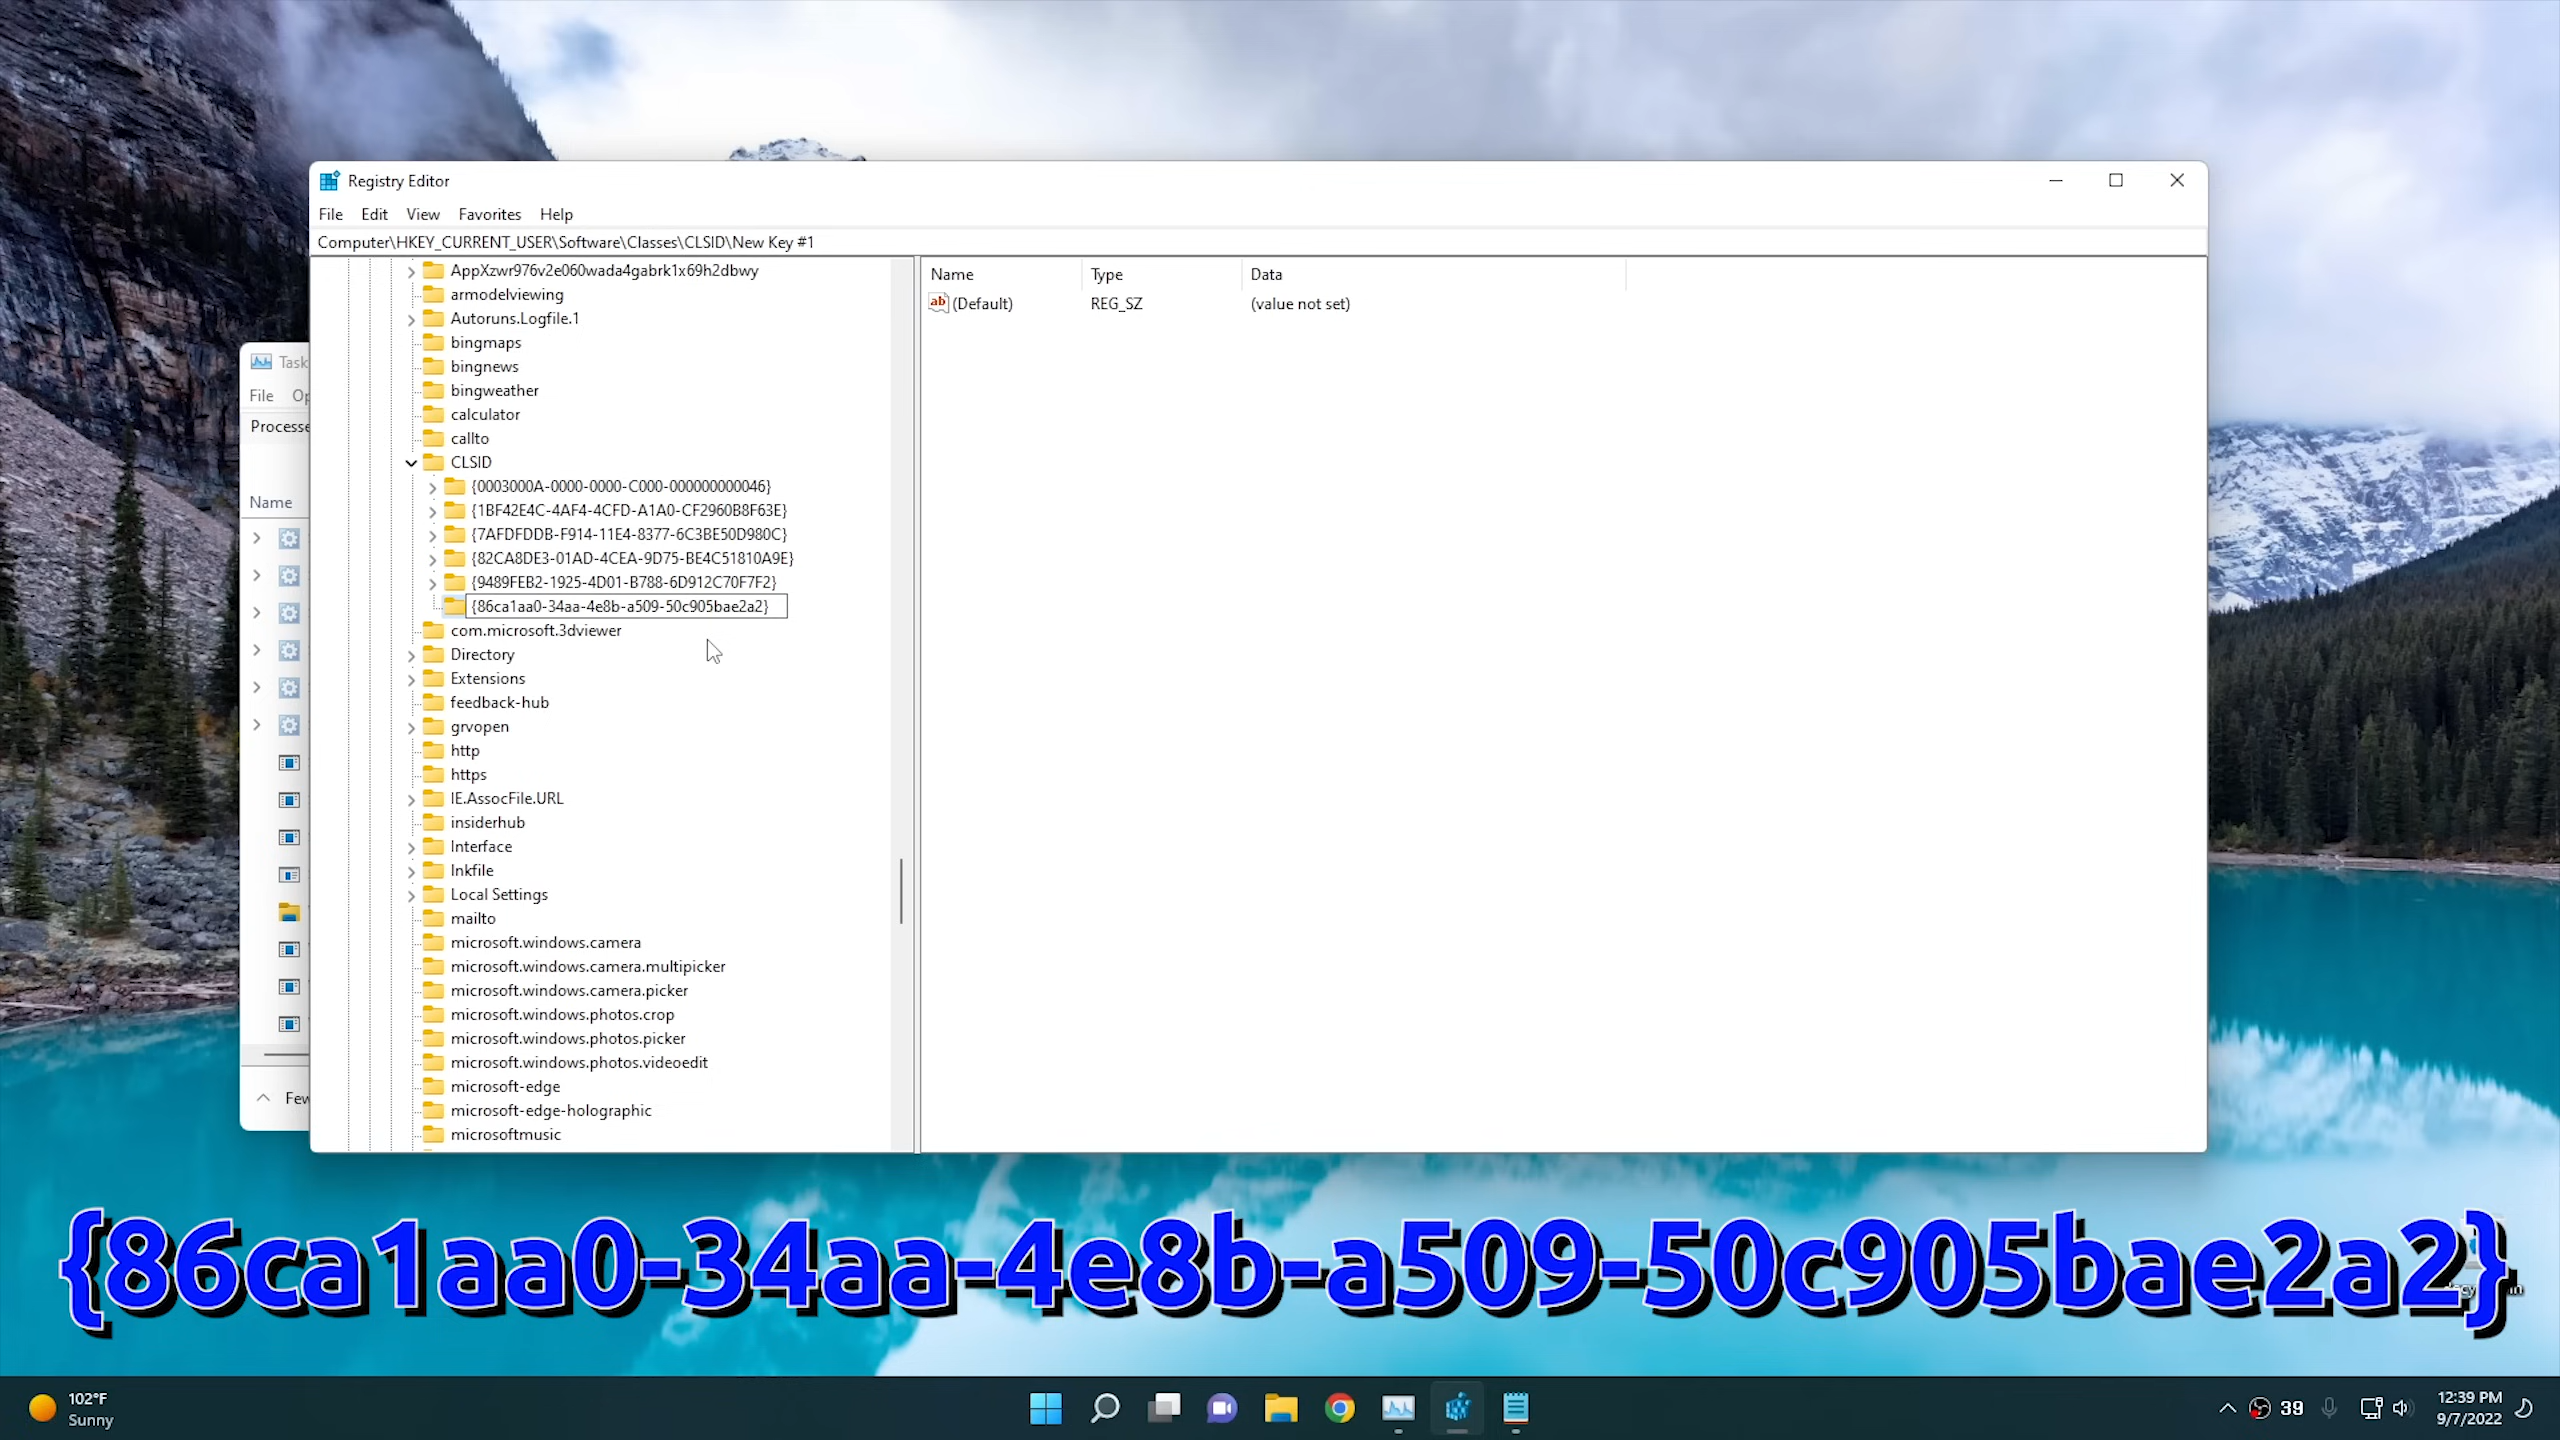 Registry Editor
File Edit View Favorites Help
Computer\HKEY_CURRENT_USER\Software\Classes\CLSID\New Key #1
AppXzwr976v2e060wada4gabrk1x69h2dbwy
armodelviewing
Autoruns.Logfile.1
bingmaps
bingnews
bingweather
calculator
callto
CLSID
{0003000A-0000-0000-C000-000000000046}
{1BF42E4C-4AF4-4CFD-A1A0-CF2960B8F63E}
{7AFDFDDB-F914-11E4-8377-6C3BE50D980C}
{82CA8DE3-01AD-4CEA-9D75-BE4C51810A9E}
{9489FEB2-1925-4D01-B788-6D912C70F7F2}
{86ca1aa0-34aa-4e8b-a509-50c905bae2a2}
com.microsoft.3dviewer
Directory
Extensions
feedback-hub
grvopen
http
https
IE.AssocFile.URL
insiderhub
Interface
lnkfile
Local Settings
mailto
microsoft.windows.camera
microsoft.windows.camera.multipicker
microsoft.windows.camera.picker
microsoft.windows.photos.crop
microsoft.windows.photos.picker
microsoft.windows.photos.videoedit
microsoft-edge
microsoft-edge-holographic
microsoftmusic
Name Type Data
ab (Default) REG_SZ (value not set)
Task
File Op
Processe
Name
Few
{86ca1aa0-34aa-4e8b-a509-50c905bae2a2}
102°F
Sunny
39
12:39 PM
9/7/2022